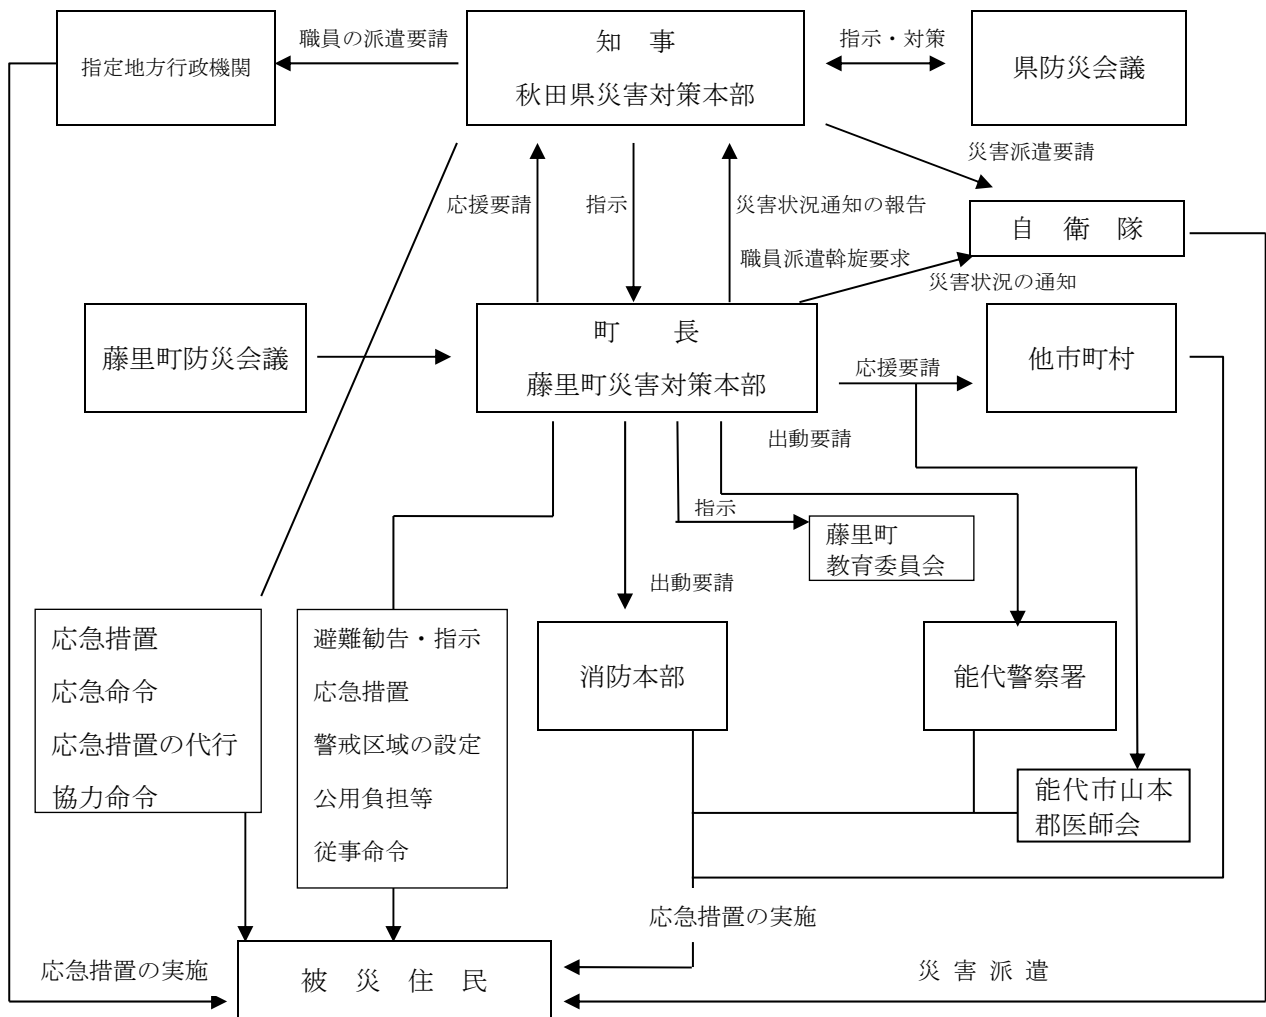 職員の派遣要請
指定地方行政機関
知　事
秋田県災害対策本部
指示・対策
県防災会議
災害派遣要請
応援要請
指示
災害状況通知の報告
自　衛　隊
職員派遣斡旋要求
災害状況の通知
藤里町防災会議
町　　長
藤里町災害対策本部
応援要請
他市町村
出動要請
指示
藤里町
教育委員会
出動要請
応急措置
応急命令
応急措置の代行
協力命令
避難勧告・指示
応急措置
警戒区域の設定
公用負担等
従事命令
消防本部
能代警察署
能代市山本
郡医師会
応急措置の実施
応急措置の実施
被　災　住　民
災 害 派 遣